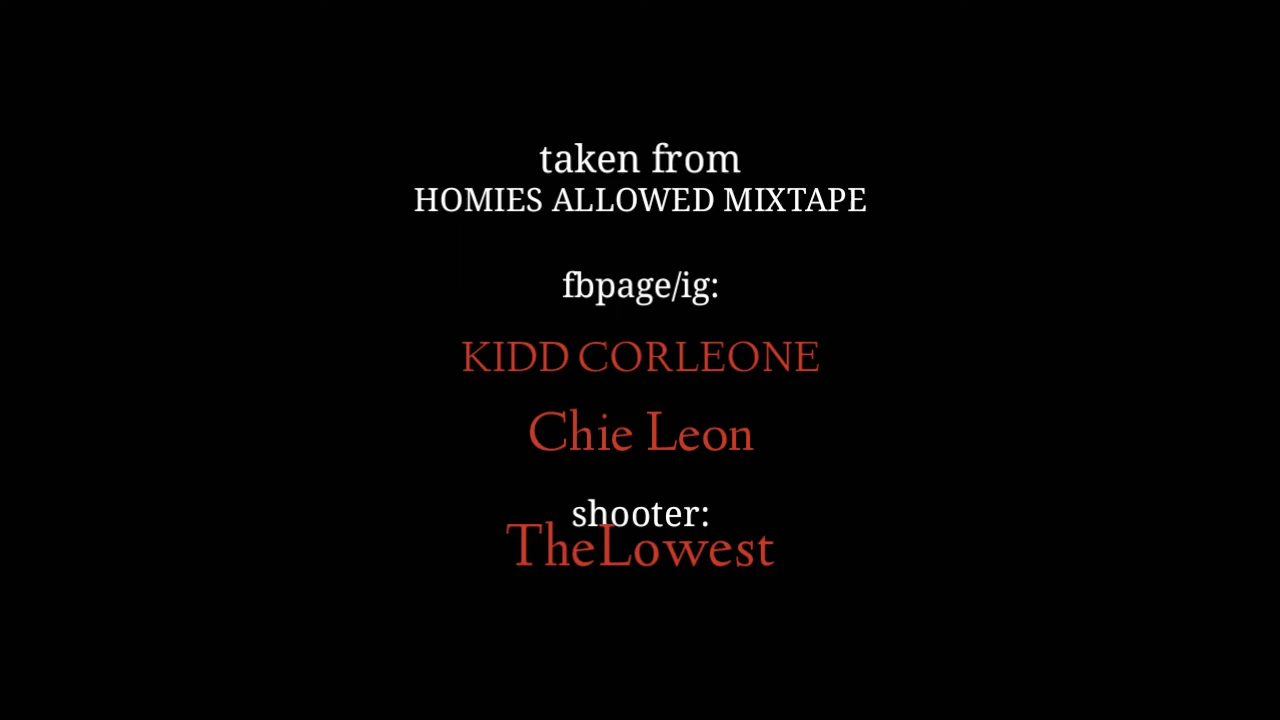 taken from
HOMIES ALLOWED MIXTAPE
fbpage/ig:
KIDD CORLEONE
Chie Leon
shooter:
TheLowest